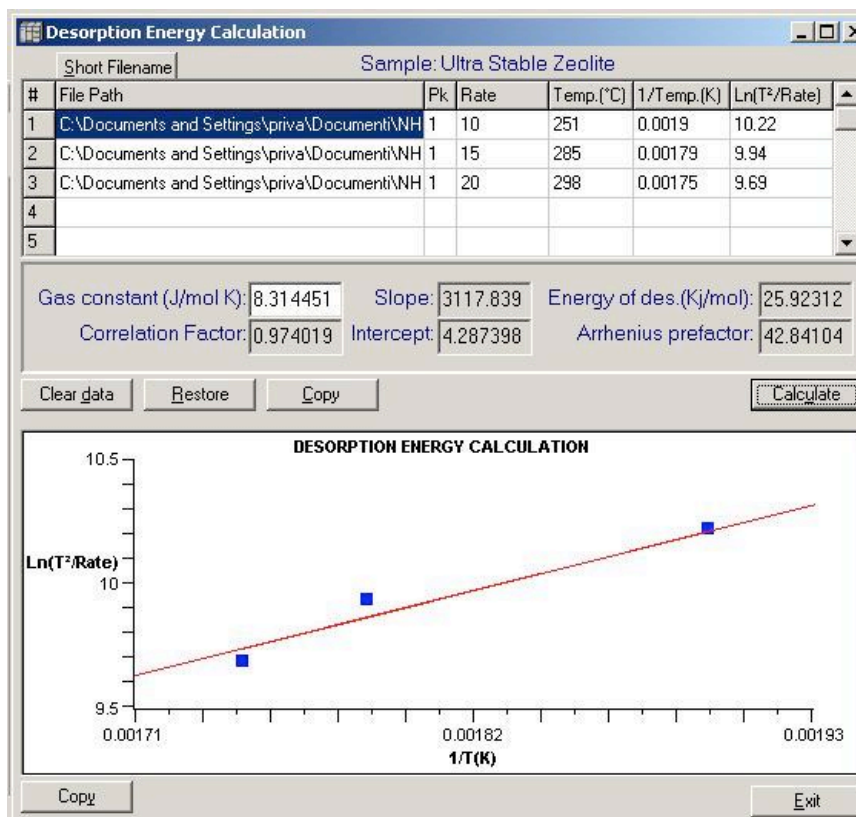 Desorption Energy Calculation
Short Filename Sample: Ultra Stable Zeolite
# File Path Pk Rate Temp.(°C) 1/Temp.(K) Ln(T²/Rate)
1 C:\Documents and Settings\priva\Documenti\NH 1 10 251 0.0019 10.22
2 C:\Documents and Settings\priva\Documenti\NH 1 15 285 0.00179 9.94
3 C:\Documents and Settings\priva\Documenti\NH 1 20 298 0.00175 9.69
4
5
Gas constant (J/mol K): 8.314451 Slope: 3117.839 Energy of des.(Kj/mol): 25.92312
Correlation Factor: 0.974019 Intercept: 4.287398 Arrhenius prefactor: 42.84104
Clear data Restore Copy Calculate
DESORPTION ENERGY CALCULATION
10.5
Ln(T²/Rate)
10
9.5
0.00171 0.00182 0.00193
1/T(K)
Copy Exit